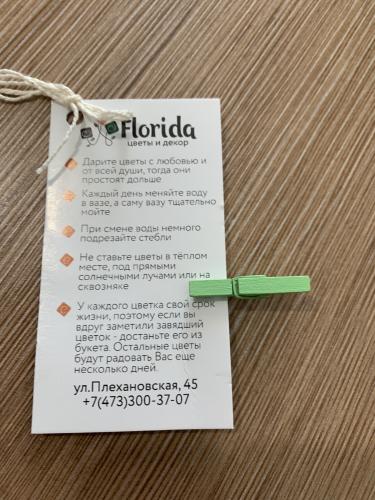 Florida
цветы и декор
Дарите цветы с любовью и
от всей души, тогда они
простоят дольше
Каждый день меняйте воду
в вазе, а саму вазу тщательно
мойте
При смене воды немного
подрезайте стебли
Не ставьте цветы в теплом
месте, под прямыми
солнечными лучами или на
сквозняке
У каждого цветка свой срок
жизни, поэтому если вы
вдруг заметили завядший
цветок - достаньте его из
букета. Остальные цветы
будут радовать Вас еще
несколько дней.
ул.Плехановская, 45
+7(473)300-37-07